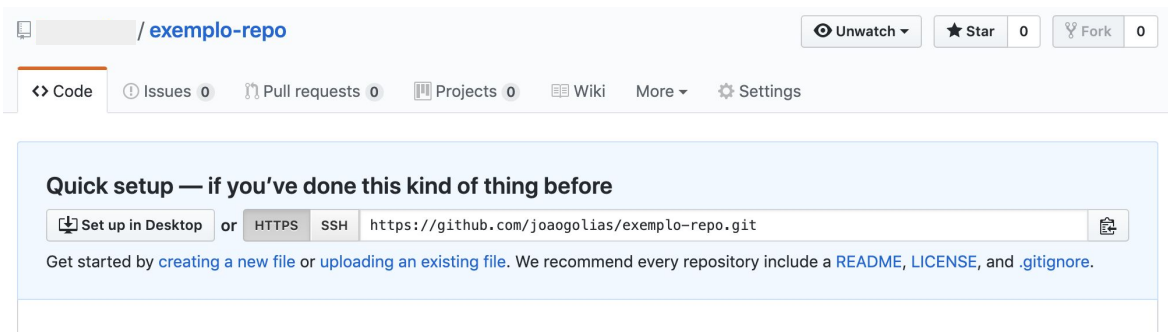 / exemplo-repo
Unwatch
Star 0
Fork 0
Code
Issues 0
Pull requests 0
Projects 0
Wiki
More
Settings
Quick setup — if you’ve done this kind of thing before
Set up in Desktop or HTTPS SSH https://github.com/joaogolias/exemplo-repo.git
Get started by creating a new file or uploading an existing file. We recommend every repository include a README, LICENSE, and .gitignore.